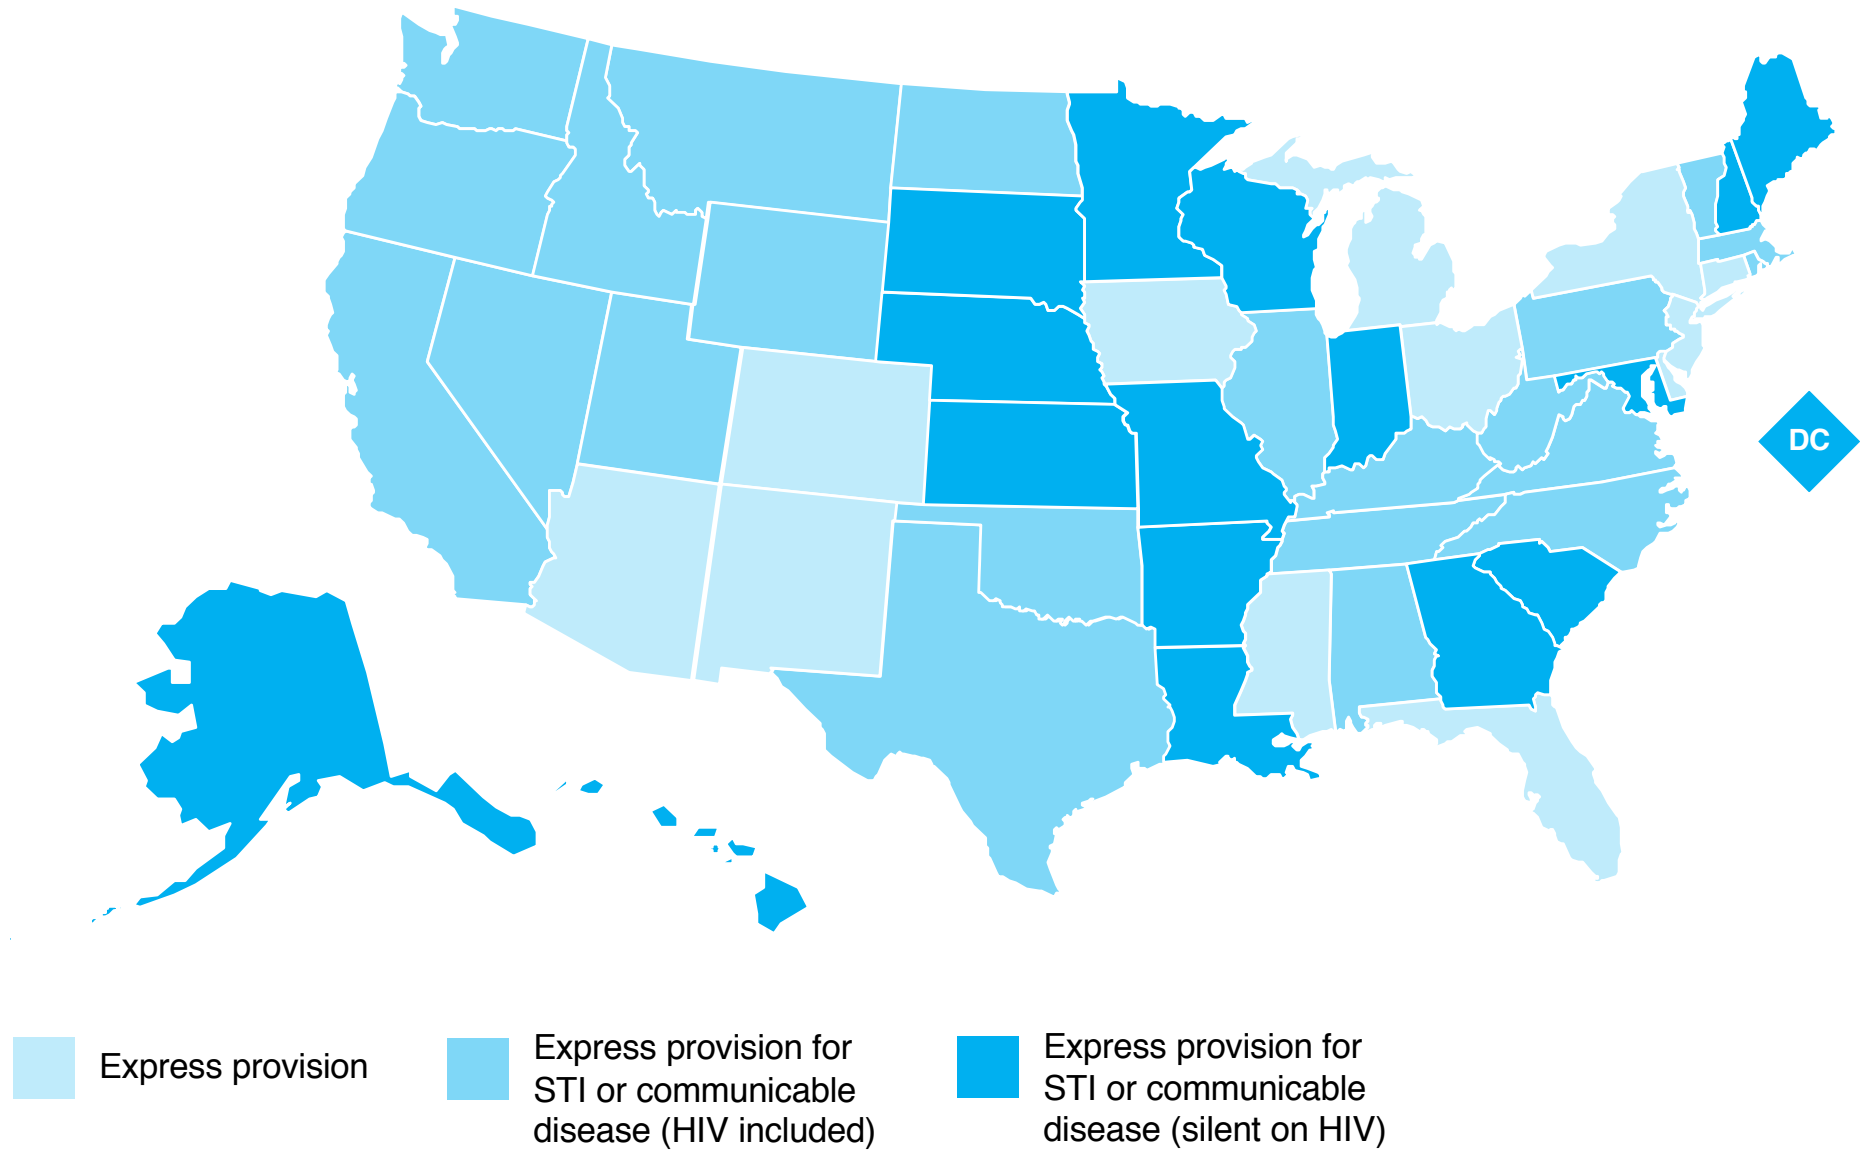 DC
Express provision
Express provision for
STI or communicable
disease (HIV included)
Express provision for
STI or communicable
disease (silent on HIV)